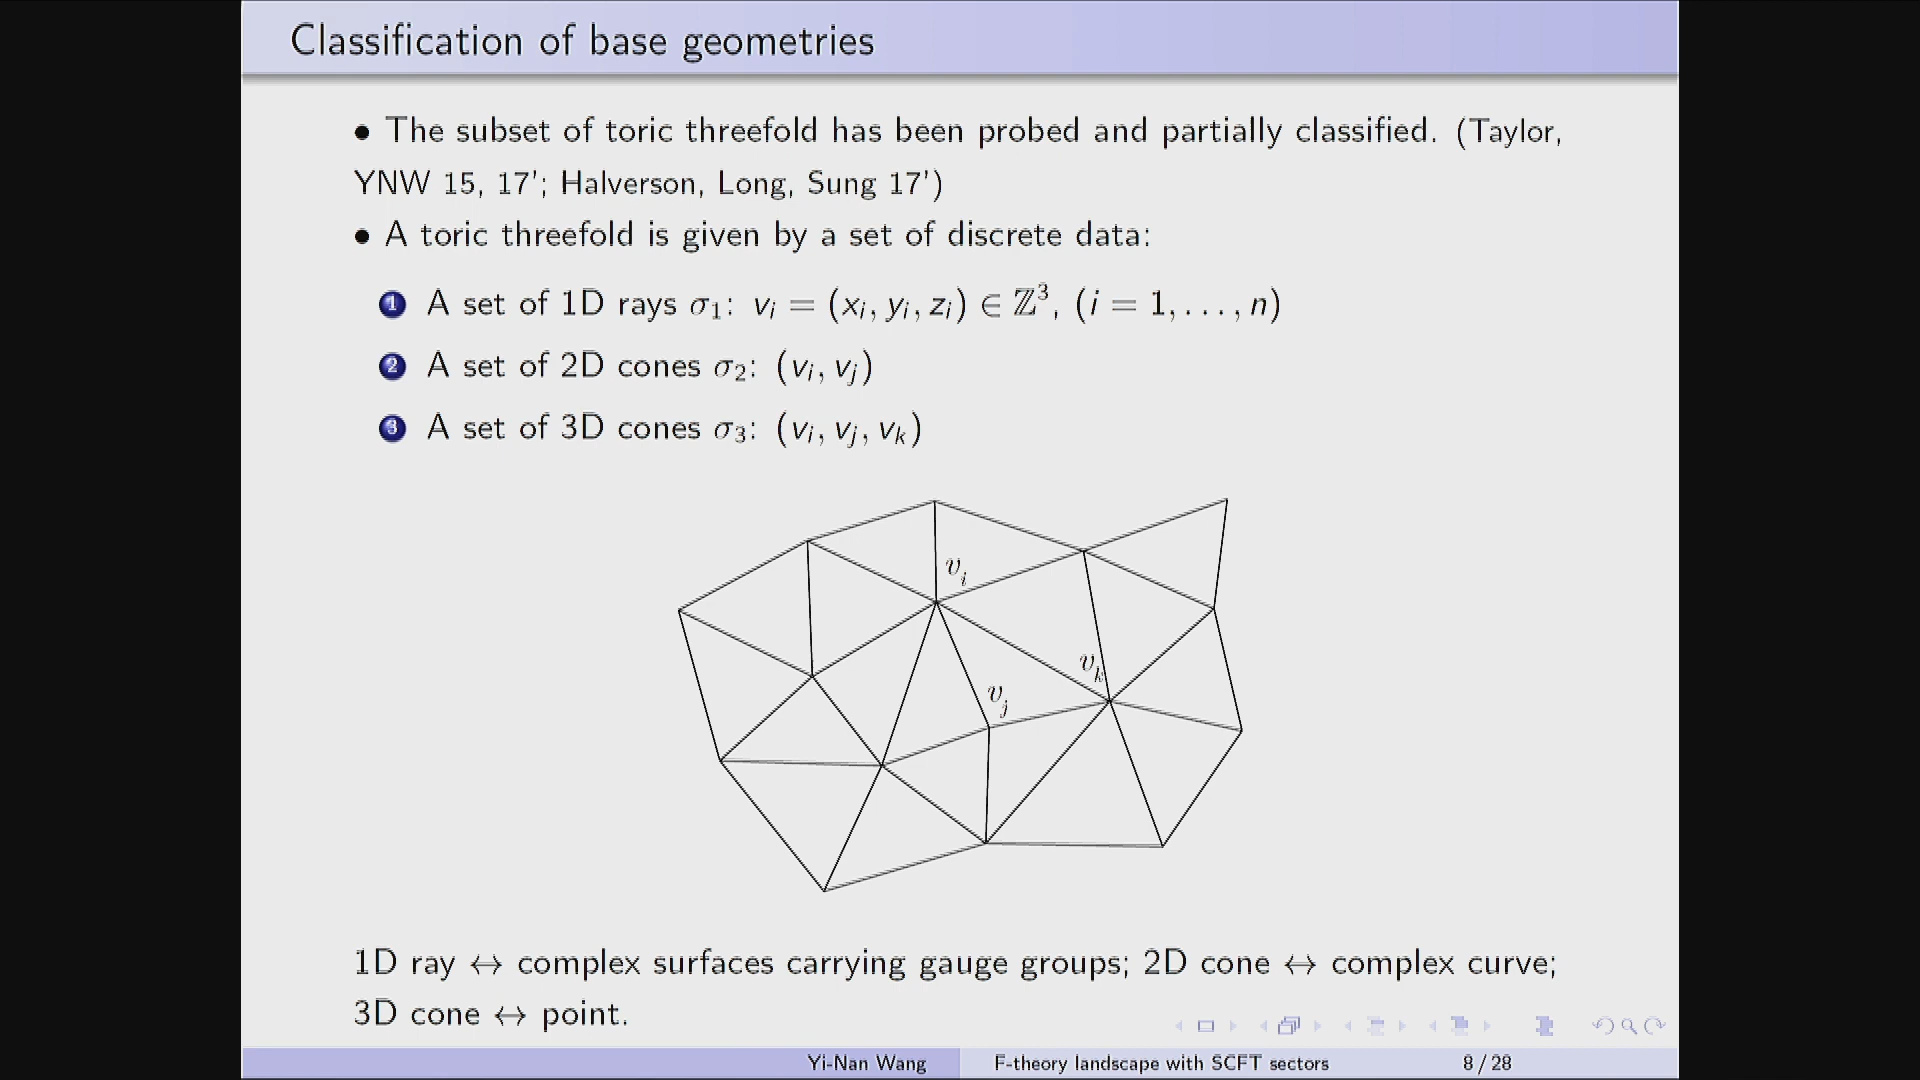 Classification of base geometries
• The subset of toric threefold has been probed and partially classified. (Taylor,
YNW 15, 17'; Halverson, Long, Sung 17')
• A toric threefold is given by a set of discrete data:
1 A set of 1D rays σ₁: vᵢ = (xᵢ, yᵢ, zᵢ) ∈ ℤ³, (i = 1, . . . , n)
2 A set of 2D cones σ₂: (vᵢ, vⱼ)
3 A set of 3D cones σ₃: (vᵢ, vⱼ, vₖ)
vᵢ
vₖ
vⱼ
1D ray ↔ complex surfaces carrying gauge groups; 2D cone ↔ complex curve;
3D cone ↔ point.
Yi-Nan Wang F-theory landscape with SCFT sectors 8 / 28